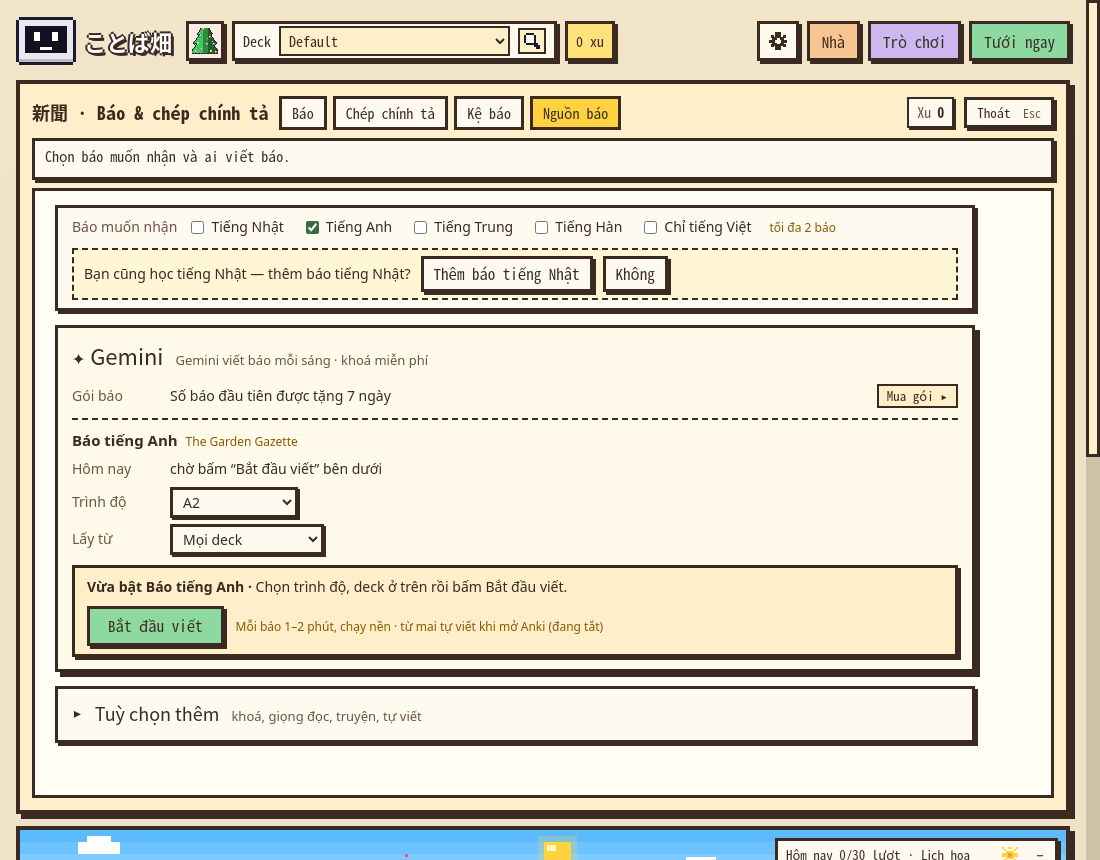 ことば畑 Deck Default 0 xu Nhà Trò chơi Tưới ngay
新聞 · Báo & chép chính tả Báo Chép chính tả Kệ báo Nguồn báo Xu 0 Thoát Esc
Chọn báo muốn nhận và ai viết báo.
Báo muốn nhận Tiếng Nhật Tiếng Anh Tiếng Trung Tiếng Hàn Chỉ tiếng Việt tối đa 2 báo
Bạn cũng học tiếng Nhật — thêm báo tiếng Nhật? Thêm báo tiếng Nhật Không
✦ Gemini Gemini viết báo mỗi sáng · khoá miễn phí
Gói báo Số báo đầu tiên được tặng 7 ngày Mua gói ▸
Báo tiếng Anh The Garden Gazette
Hôm nay chờ bấm “Bắt đầu viết” bên dưới
Trình độ A2
Lấy từ Mọi deck
Vừa bật Báo tiếng Anh · Chọn trình độ, deck ở trên rồi bấm Bắt đầu viết.
Bắt đầu viết Mỗi báo 1–2 phút, chạy nền · từ mai tự viết khi mở Anki (đang tắt)
▸ Tuỳ chọn thêm khoá, giọng đọc, truyện, tự viết
Hôm nay 0/30 lượt · Lịch hoa –